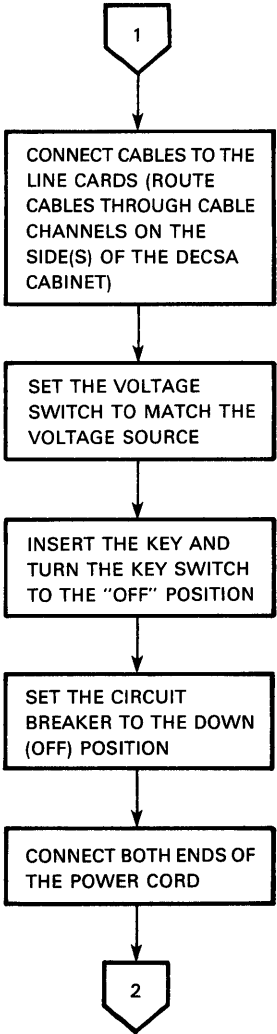 1
CONNECT CABLES TO THE
LINE CARDS (ROUTE
CABLES THROUGH CABLE
CHANNELS ON THE
SIDE(S) OF THE DECSA
CABINET)
SET THE VOLTAGE
SWITCH TO MATCH THE
VOLTAGE SOURCE
INSERT THE KEY AND
TURN THE KEY SWITCH
TO THE "OFF" POSITION
SET THE CIRCUIT
BREAKER TO THE DOWN
(OFF) POSITION
CONNECT BOTH ENDS OF
THE POWER CORD
2